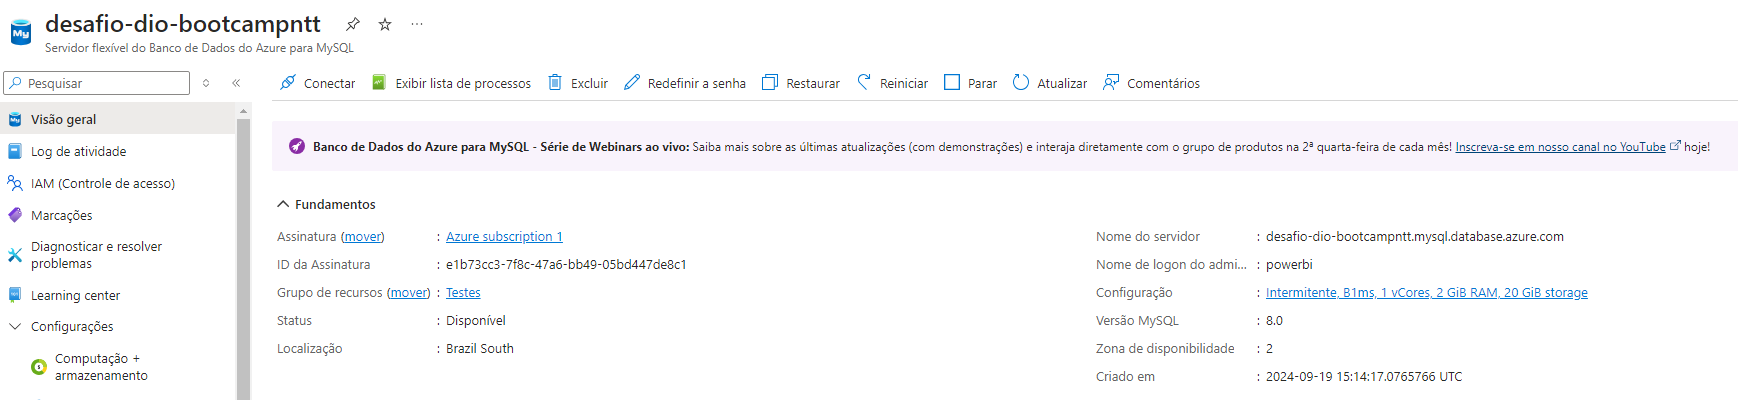 desafio-dio-bootcampntt
Servidor flexível do Banco de Dados do Azure para MySQL
Pesquisar
Conectar
Exibir lista de processos
Excluir
Redefinir a senha
Restaurar
Reiniciar
Parar
Atualizar
Comentários
Visão geral
Log de atividade
IAM (Controle de acesso)
Marcações
Diagnosticar e resolver
problemas
Learning center
Configurações
Computação +
armazenamento
Banco de Dados do Azure para MySQL - Série de Webinars ao vivo: Saiba mais sobre as últimas atualizações (com demonstrações) e interaja diretamente com o grupo de produtos na 2ª quarta-feira de cada mês! Inscreva-se em nosso canal no YouTube hoje!
Fundamentos
Assinatura (mover) : Azure subscription 1
ID da Assinatura : e1b73cc3-7f8c-47a6-bb49-05bd447de8c1
Grupo de recursos (mover) : Testes
Status : Disponível
Localização : Brazil South
Nome do servidor : desafio-dio-bootcampntt.mysql.database.azure.com
Nome de logon do admi... : powerbi
Configuração : Intermitente, B1ms, 1 vCores, 2 GiB RAM, 20 GiB storage
Versão MySQL : 8.0
Zona de disponibilidade : 2
Criado em : 2024-09-19 15:14:17.0765766 UTC